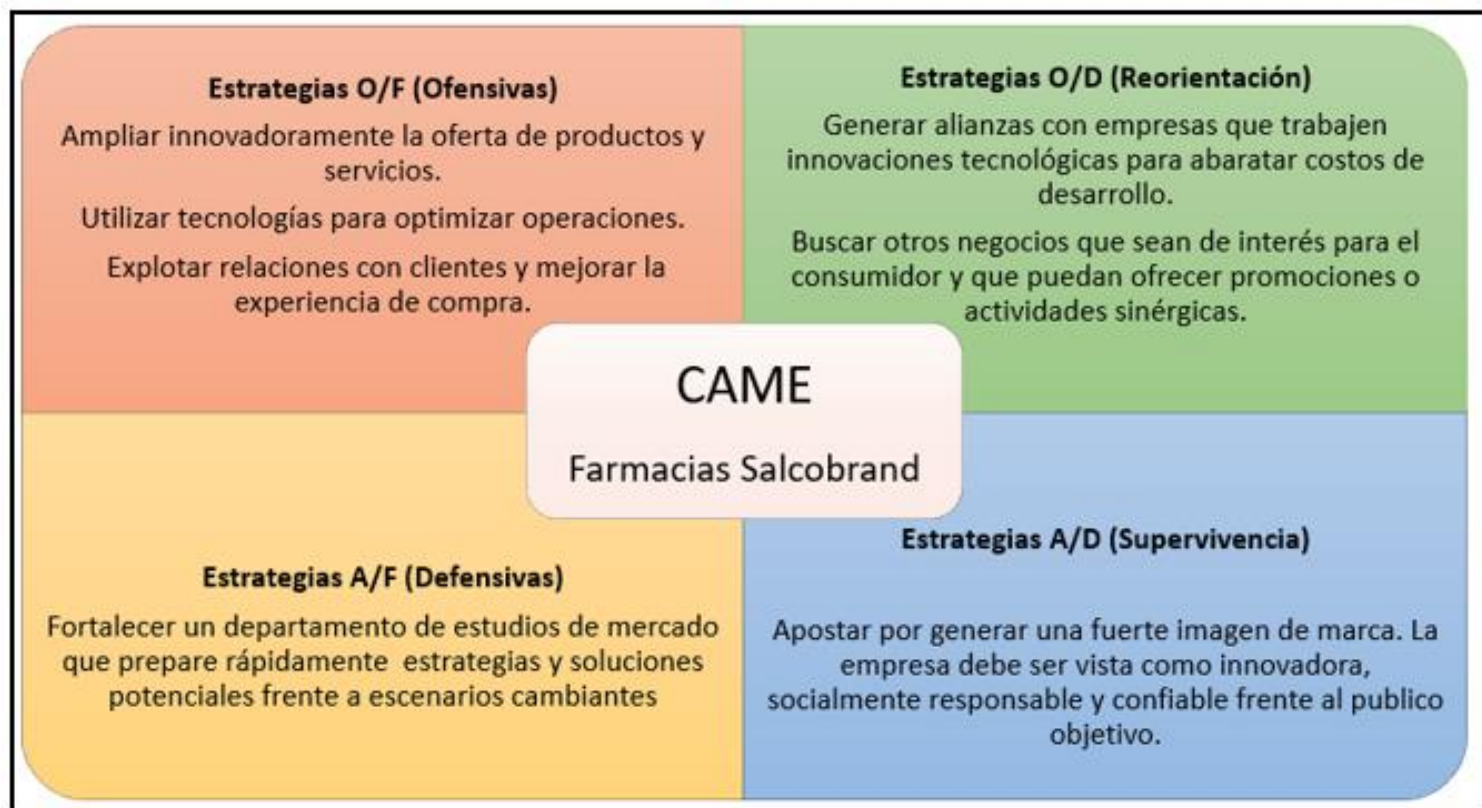 Estrategias O/F (Ofensivas)
Ampliar innovadoramente la oferta de productos y
servicios.
Utilizar tecnologías para optimizar operaciones.
Explotar relaciones con clientes y mejorar la
experiencia de compra.
Estrategias O/D (Reorientación)
Generar alianzas con empresas que trabajen
innovaciones tecnológicas para abaratar costos de
desarrollo.
Buscar otros negocios que sean de interés para el
consumidor y que puedan ofrecer promociones o
actividades sinérgicas.
CAME
Farmacias Salcobrand
Estrategias A/F (Defensivas)
Fortalecer un departamento de estudios de mercado
que prepare rápidamente estrategias y soluciones
potenciales frente a escenarios cambiantes
Estrategias A/D (Supervivencia)
Apostar por generar una fuerte imagen de marca. La
empresa debe ser vista como innovadora,
socialmente responsable y confiable frente al publico
objetivo.